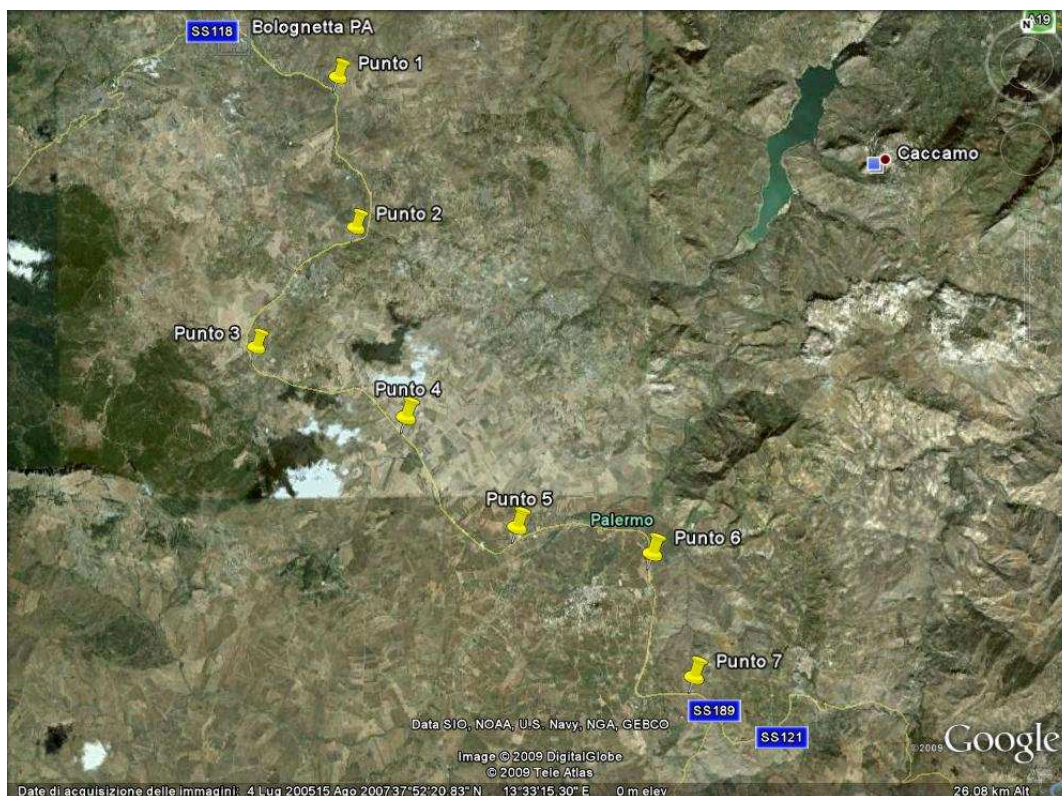 SS118
Bolognetta PA
A19
N
Punto 1
Caccamo
Punto 2
Punto 3
Punto 4
Punto 5
Palermo
Punto 6
Punto 7
SS189
SS121
Data SIO, NOAA, U.S. Navy, NGA, GEBCO
Image © 2009 DigitalGlobe
© 2009 Tele Atlas
©2009 Google
Date di acquisizione delle immagini: 4 Lug 200515 Ago 2007 37°52'20.83" N 13°33'15.30" E 0 m elev 26.08 km Alt